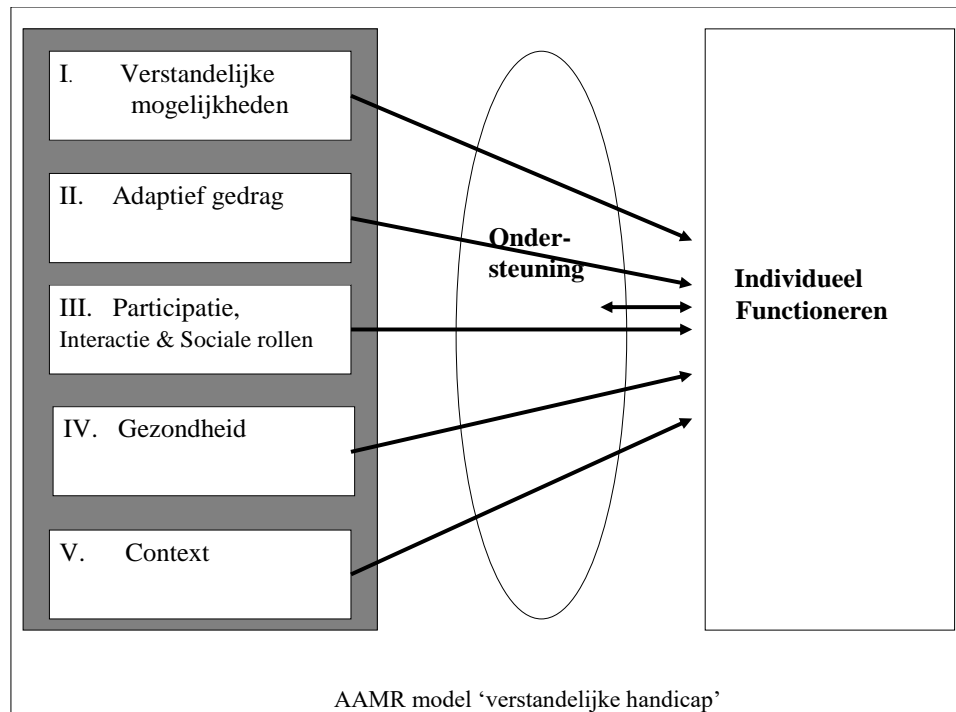 I. Verstandelijke
mogelijkheden
II. Adaptief gedrag
III. Participatie,
Interactie & Sociale rollen
IV. Gezondheid
V. Context
Onder-
steuning
Individueel
Functioneren
AAMR model ‘verstandelijke handicap’